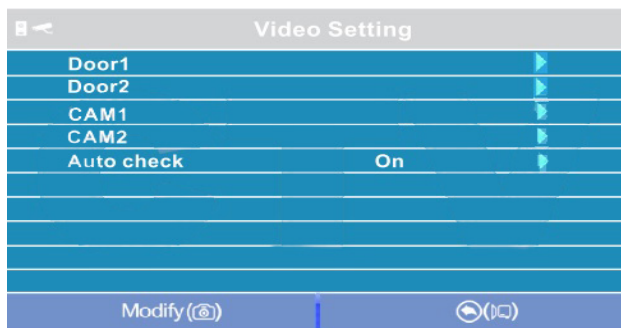 Video Setting
Door1
Door2
CAM1
CAM2
Auto check On
Modify() ()